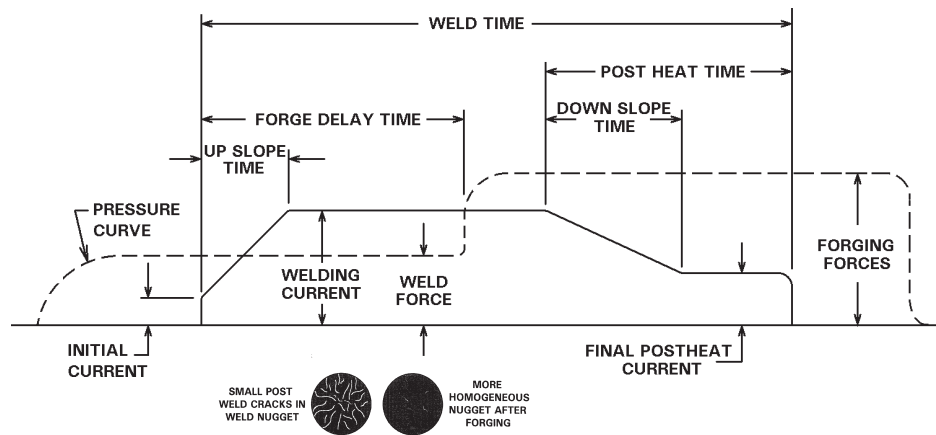 WELD TIME
POST HEAT TIME
FORGE DELAY TIME
DOWN SLOPE
TIME
UP SLOPE
TIME
PRESSURE
CURVE
WELDING
CURRENT
WELD
FORCE
FORGING
FORCES
INITIAL
CURRENT
FINAL POSTHEAT
CURRENT
SMALL POST
WELD CRACKS IN
WELD NUGGET
MORE
HOMOGENEOUS
NUGGET AFTER
FORGING